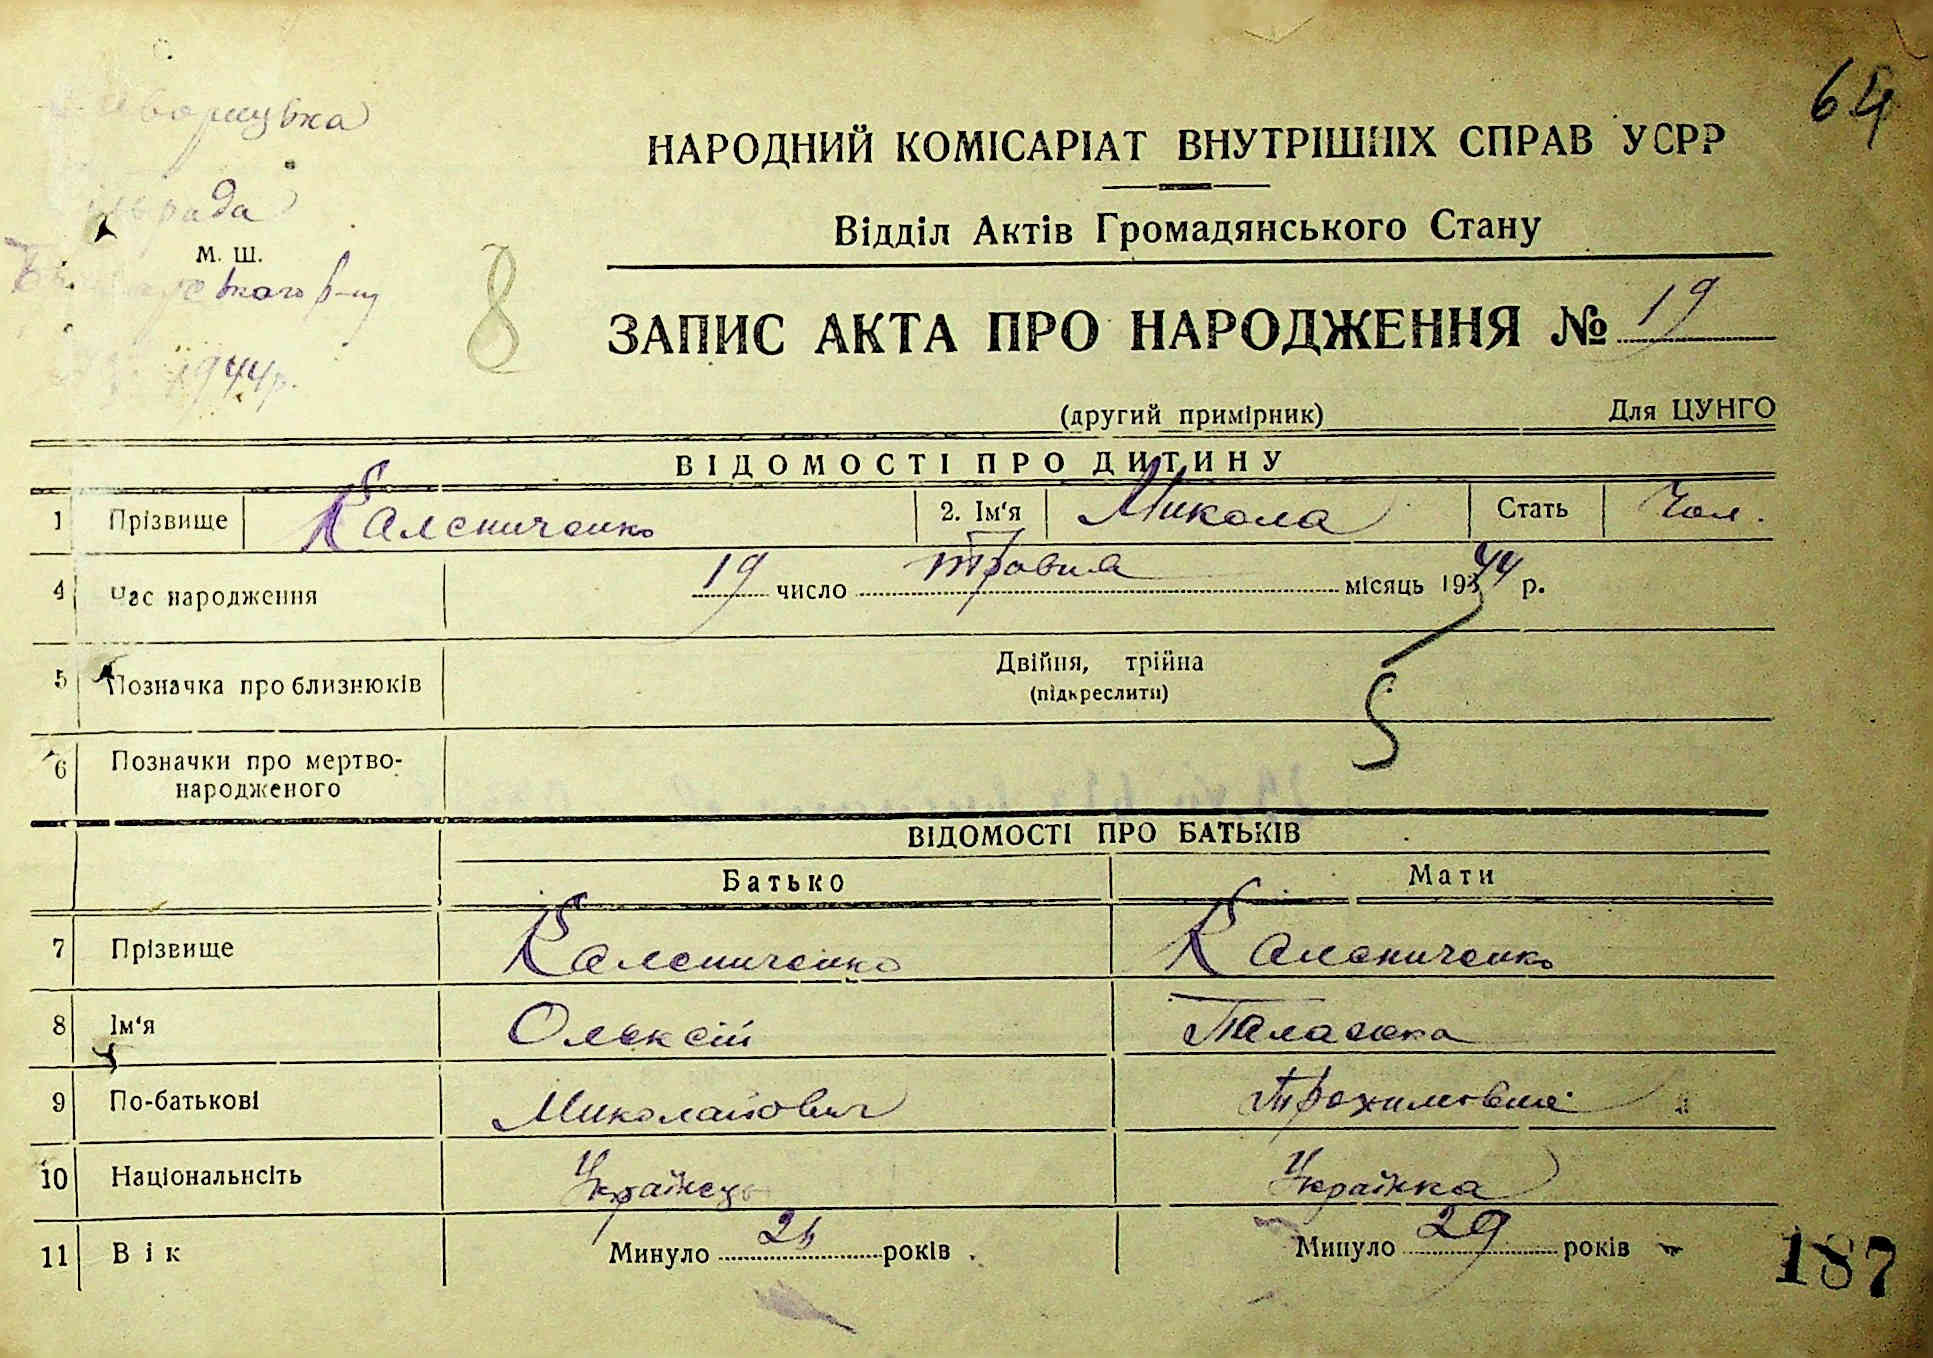 64
НАРОДНИЙ КОМІСАРІАТ ВНУТРІШНІХ СПРАВ УСРР
рада
Відділ Актів Громадянського Стану
М. Ш.
р-ну
8
ЗАПИС АКТА ПРО НАРОДЖЕННЯ № 19
1944р.
(другий примірник) Для ЦУНГО
ВІДОМОСТІ ПРО ДИТИНУ
1 Прізвище Калениченко 2. Ім'я Микола Стать Чол.
4 Час народження 19 число травня місяць 1944 р.
5 Позначка про близнюків Двійня, трійна
(підкреслити)
5
6 Позначки про мертво-
народженого
ВІДОМОСТІ ПРО БАТЬКІВ
Батько Мати
7 Прізвище Калениченко Калениченко
8 Ім'я Олексій Палажка
9 По-батькові Миколайович Трохимовна
10 Національнсіть Українець Українка
11 Вік Минуло років Минуло 29 років
187